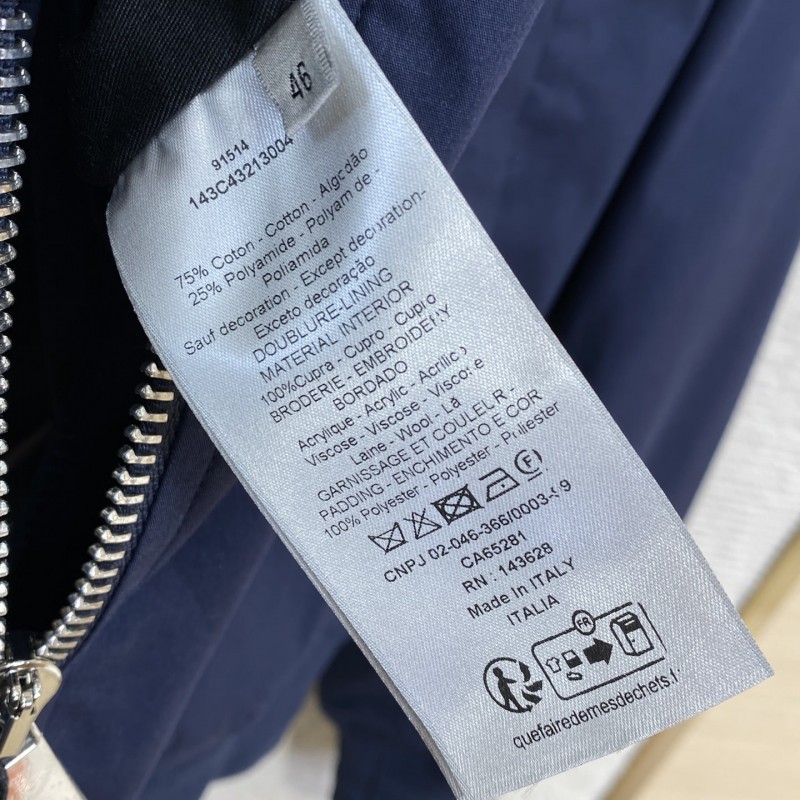 46
91514
143C43213004
75% Coton - Cotton - Algodão
25% Polyamide - Polyam de -
Poliamida
Sauf decoration - Except decoration-
Exceto decoração
DOUBLURE-LINING
MATERIAL INTERIOR
100%Cupra - Cupro - Cupro
BRODERIE - EMBROIDERY
BORDADO
Acrylique - Acrylic - Acrilico
Viscose - Viscose - Viscose
Laine - Wool - Lã
GARNISSAGE ET COULEUR -
PADDING - ENCHIMENTO E COR
100% Polyester - Polyester - Poliester
F
CNPJ 02-046-366/0003-
CA65281
RN : 143628
Made In ITALY
ITALIA
FR
quefairedemesdechets.